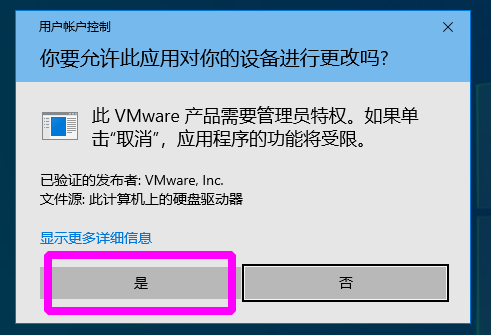 用户帐户控制
你要允许此应用对你的设备进行更改吗?
此 VMware 产品需要管理员特权。如果单
击“取消”，应用程序的功能将受限。
已验证的发布者: VMware, Inc.
文件源: 此计算机上的硬盘驱动器
显示更多详细信息
是 否